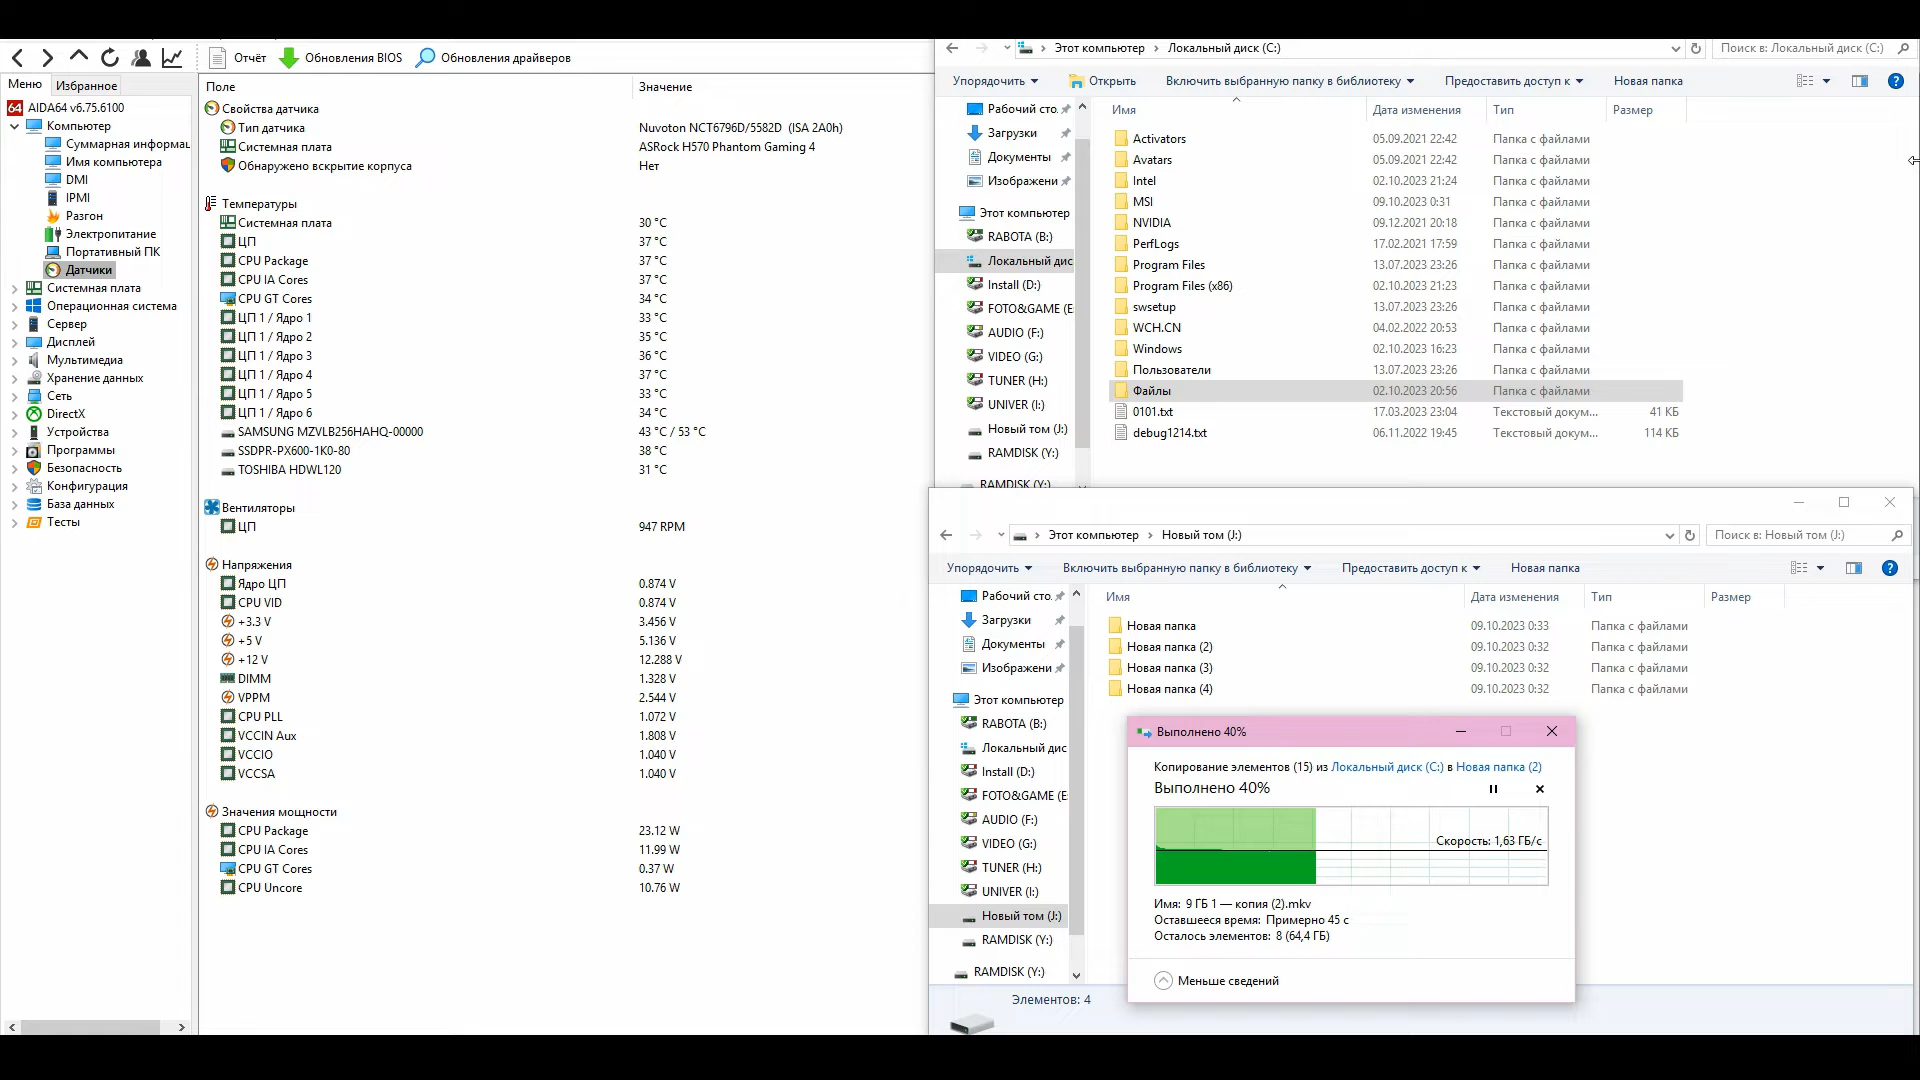 Отчёт
Обновления BIOS
Обновления драйверов
Меню
Избранное
64 AIDA64 v6.75.6100
Компьютер
Суммарная информац
Имя компьютера
DMI
IPMI
Разгон
Электропитание
Портативный ПК
Датчики
Системная плата
Операционная система
Сервер
Дисплей
Мультимедиа
Хранение данных
Сеть
DirectX
Устройства
Программы
Безопасность
Конфигурация
База данных
Тесты
Поле Значение
Свойства датчика
Тип датчика Nuvoton NCT6796D/5582D (ISA 2A0h)
Системная плата ASRock H570 Phantom Gaming 4
Обнаружено вскрытие корпуса Нет
Температуры
Системная плата 30 °C
ЦП 37 °C
CPU Package 37 °C
CPU IA Cores 37 °C
CPU GT Cores 34 °C
ЦП 1 / Ядро 1 33 °C
ЦП 1 / Ядро 2 35 °C
ЦП 1 / Ядро 3 36 °C
ЦП 1 / Ядро 4 37 °C
ЦП 1 / Ядро 5 33 °C
ЦП 1 / Ядро 6 34 °C
SAMSUNG MZVLB256HAHQ-00000 43 °C / 53 °C
SSDPR-PX600-1K0-80 38 °C
TOSHIBA HDWL120 31 °C
Вентиляторы
ЦП 947 RPM
Напряжения
Ядро ЦП 0.874 V
CPU VID 0.874 V
+3.3 V 3.456 V
+5 V 5.136 V
+12 V 12.288 V
DIMM 1.328 V
VPPM 2.544 V
CPU PLL 1.072 V
VCCIN Aux 1.808 V
VCCIO 1.040 V
VCCSA 1.040 V
Значения мощности
CPU Package 23.12 W
CPU IA Cores 11.99 W
CPU GT Cores 0.37 W
CPU Uncore 10.76 W
Этот компьютер › Локальный диск (C:)
Поиск в: Локальный диск (C:)
Упорядочить Открыть Включить выбранную папку в библиотеку Предоставить доступ к Новая папка
Рабочий сто
Загрузки
Документы
Изображени
Этот компьютер
RABOTA (B:)
Локальный дис
Install (D:)
FOTO&GAME (E
AUDIO (F:)
VIDEO (G:)
TUNER (H:)
UNIVER (I:)
Новый том (J:)
RAMDISK (Y:)
RAMDISK (Y:)
Имя Дата изменения Тип Размер
Activators 05.09.2021 22:42 Папка с файлами
Avatars 05.09.2021 22:42 Папка с файлами
Intel 02.10.2023 21:24 Папка с файлами
MSI 09.10.2023 0:31 Папка с файлами
NVIDIA 09.12.2021 20:18 Папка с файлами
PerfLogs 17.02.2021 17:59 Папка с файлами
Program Files 13.07.2023 23:26 Папка с файлами
Program Files (x86) 02.10.2023 21:23 Папка с файлами
swsetup 13.07.2023 23:26 Папка с файлами
WCH.CN 04.02.2022 20:53 Папка с файлами
Windows 02.10.2023 16:23 Папка с файлами
Пользователи 13.07.2023 23:26 Папка с файлами
Файлы 02.10.2023 20:56 Папка с файлами
0101.txt 17.03.2023 23:04 Текстовый докум... 41 КБ
debug1214.txt 06.11.2022 19:45 Текстовый докум... 114 КБ
Этот компьютер › Новый том (J:)
Поиск в: Новый том (J:)
Упорядочить Включить выбранную папку в библиотеку Предоставить доступ к Новая папка
Рабочий сто
Загрузки
Документы
Изображени
Этот компьютер
RABOTA (B:)
Локальный дис
Install (D:)
FOTO&GAME (E
AUDIO (F:)
VIDEO (G:)
TUNER (H:)
UNIVER (I:)
Новый том (J:)
RAMDISK (Y:)
RAMDISK (Y:)
Имя Дата изменения Тип Размер
Новая папка 09.10.2023 0:33 Папка с файлами
Новая папка (2) 09.10.2023 0:32 Папка с файлами
Новая папка (3) 09.10.2023 0:32 Папка с файлами
Новая папка (4) 09.10.2023 0:32 Папка с файлами
Выполнено 40%
Копирование элементов (15) из Локальный диск (C:) в Новая папка (2)
Выполнено 40%
Скорость: 1,63 ГБ/с
Имя: 9 ГБ 1 — копия (2).mkv
Оставшееся время: Примерно 45 с
Осталось элементов: 8 (64,4 ГБ)
Меньше сведений
Элементов: 4